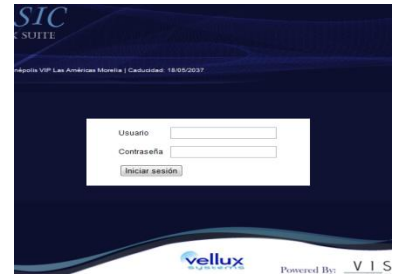 SIC
SUITE
népolis VIP Las Américas Morelia | Caducidad: 18/05/2037
Usuario
Contraseña
Iniciar sesión
vellux
systems
Powered By: VIS